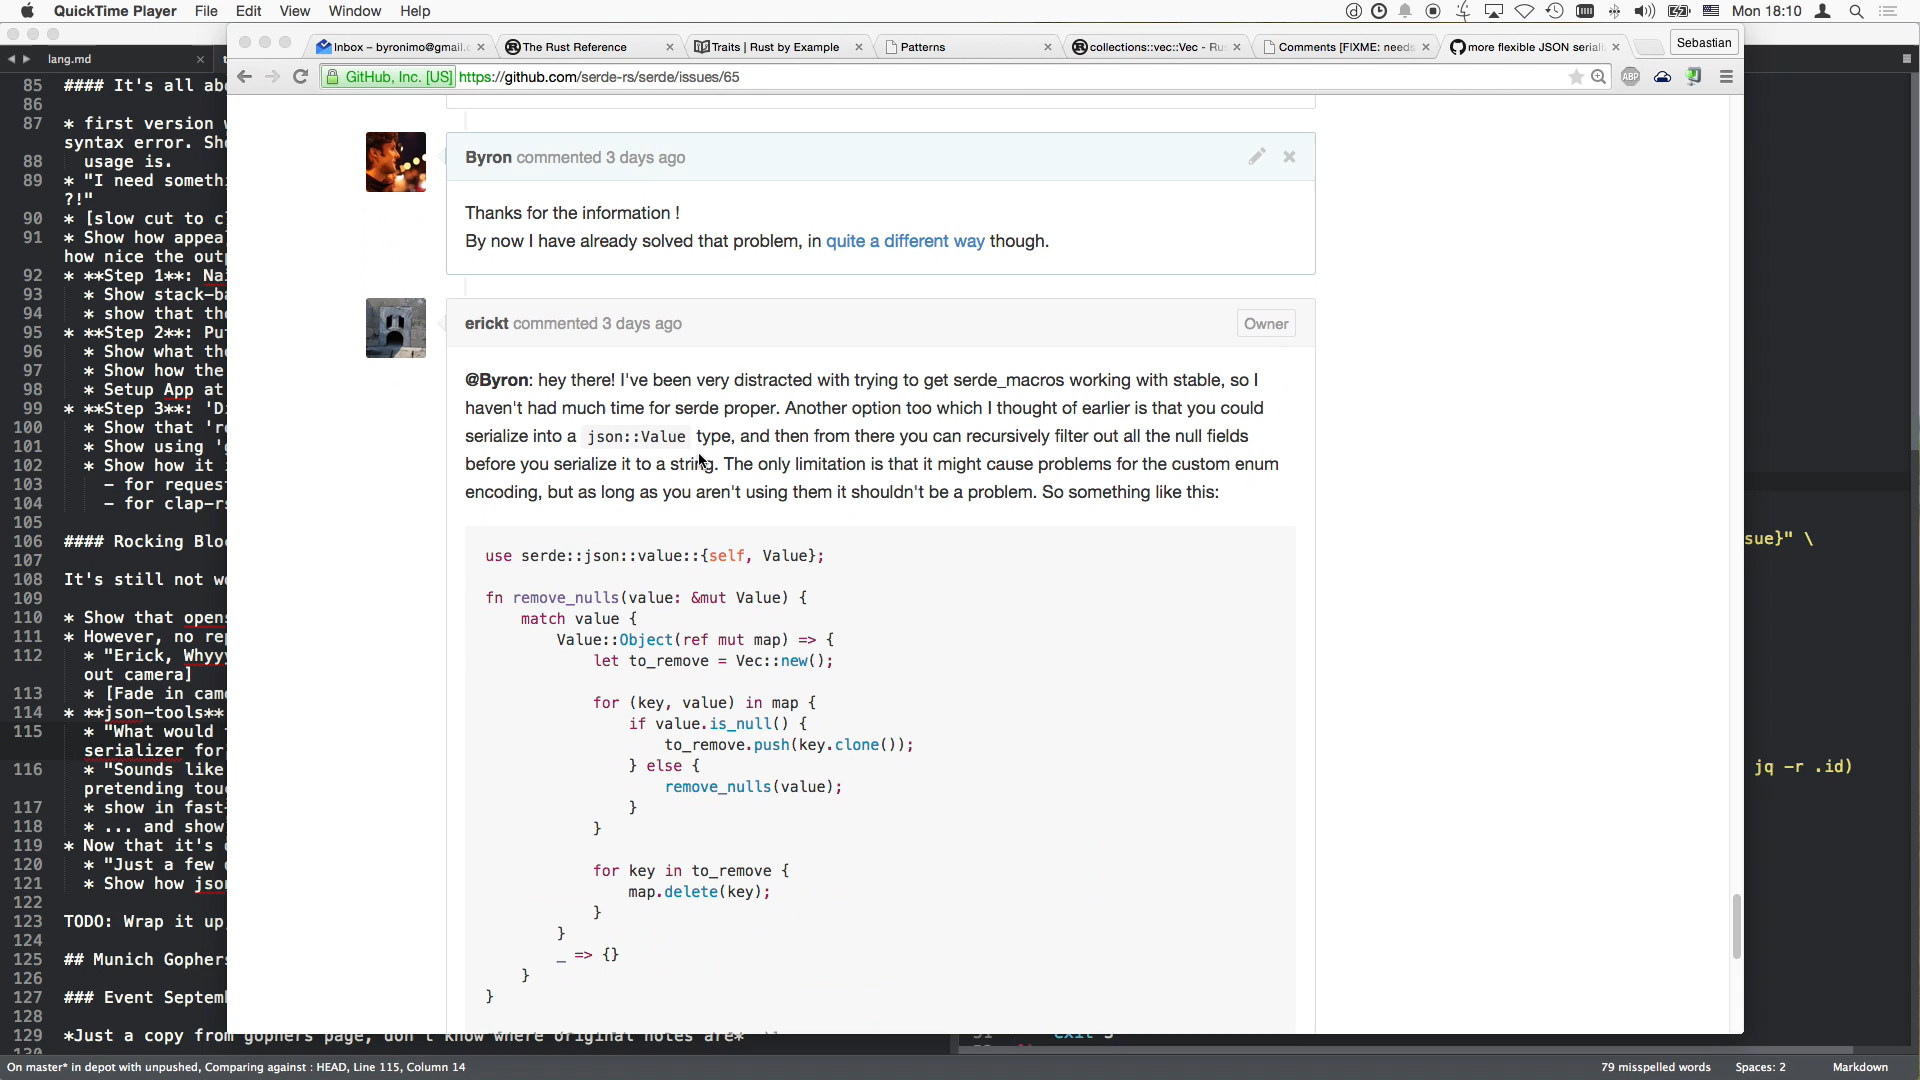 QuickTime Player File Edit View Window Help
Mon 18:10
Inbox – byronimo@gmail.c
The Rust Reference
Traits | Rust by Example
Patterns
collections::vec::Vec - Ru
Comments [FIXME: needs
more flexible JSON seriali
Sebastian
lang.md
GitHub, Inc. [US] https://github.com/serde-rs/serde/issues/65
ABP
85 #### It's all ab
86
87 * first version
syntax error. Sh
88 usage is.
89 * "I need someth
?!"
90 * [slow cut to c
91 * Show how appea
how nice the out
92 * **Step 1**: Na
93 * Show stack-ba
94 * show that the
95 * **Step 2**: Pu
96 * Show what the
97 * Show how the
98 * Setup App at
99 * **Step 3**: 'D
100 * Show that 're
101 * Show using '
102 * Show how it
103 - for reques
104 - for clap-rs
105
106 #### Rocking Blo
107
108 It's still not w
109
110 * Show that opens
111 * However, no rep
112 * "Erick, Whyyy
out camera]
113 * [Fade in cam
114 * **json-tools**
115 * "What would
serializer for
116 * "Sounds like
pretending tou
117 * show in fast-
118 * ... and show
119 * Now that it's
120 * "Just a few
121 * Show how json
122
123 TODO: Wrap it up
124
125 ## Munich Gophers
126
127 ### Event Septem
128
129 *Just a copy from gophers page, don't know where original notes are*
Byron commented 3 days ago
Thanks for the information !
By now I have already solved that problem, in quite a different way though.
erickt commented 3 days ago
Owner
@Byron: hey there! I've been very distracted with trying to get serde_macros working with stable, so I
haven't had much time for serde proper. Another option too which I thought of earlier is that you could
serialize into a json::Value type, and then from there you can recursively filter out all the null fields
before you serialize it to a string. The only limitation is that it might cause problems for the custom enum
encoding, but as long as you aren't using them it shouldn't be a problem. So something like this:
use serde::json::value::{self, Value};
fn remove_nulls(value: &mut Value) {
match value {
Value::Object(ref mut map) => {
let to_remove = Vec::new();
for (key, value) in map {
if value.is_null() {
to_remove.push(key.clone());
} else {
remove_nulls(value);
}
}
for key in to_remove {
map.delete(key);
}
}
_ => {}
}
}
sue}" \
jq -r .id)
On master* in depot with unpushed, Comparing against : HEAD, Line 115, Column 14
79 misspelled words
Spaces: 2
Markdown